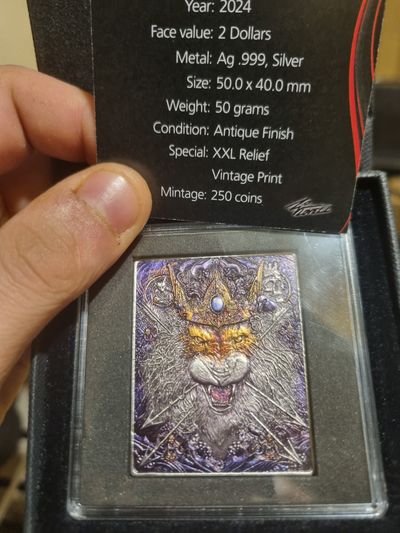 Year: 2024
Face value: 2 Dollars
Metal: Ag .999, Silver
Size: 50.0 x 40.0 mm
Weight: 50 grams
Condition: Antique Finish
Special: XXL Relief
Vintage Print
Mintage: 250 coins